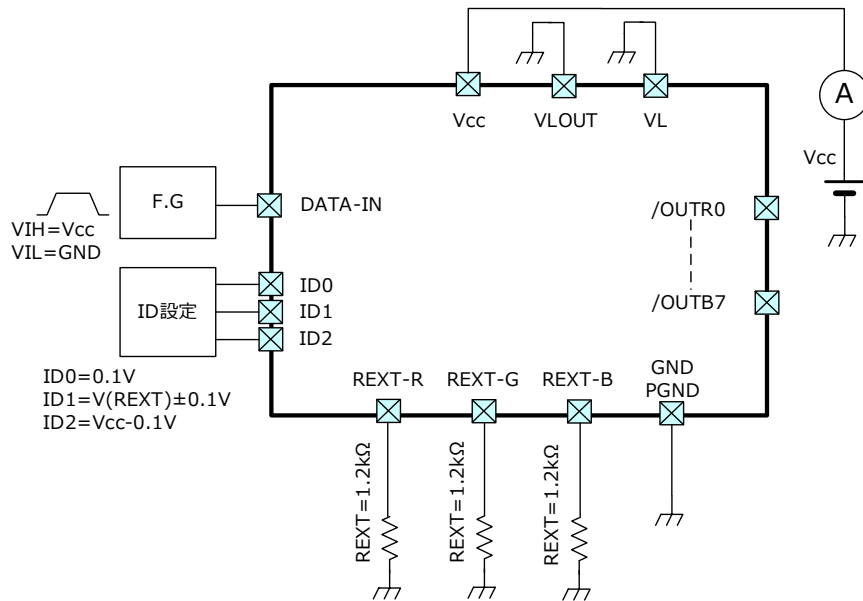 A
Vcc
VLOUT
VL
Vcc
F.G
DATA-IN
/OUTR0
VIH=Vcc
VIL=GND
ID設定
ID0
ID1
ID2
/OUTB7
ID0=0.1V
ID1=V(REXT)±0.1V
ID2=Vcc-0.1V
REXT-R
REXT-G
REXT-B
GND
PGND
REXT=1.2kΩ
REXT=1.2kΩ
REXT=1.2kΩ